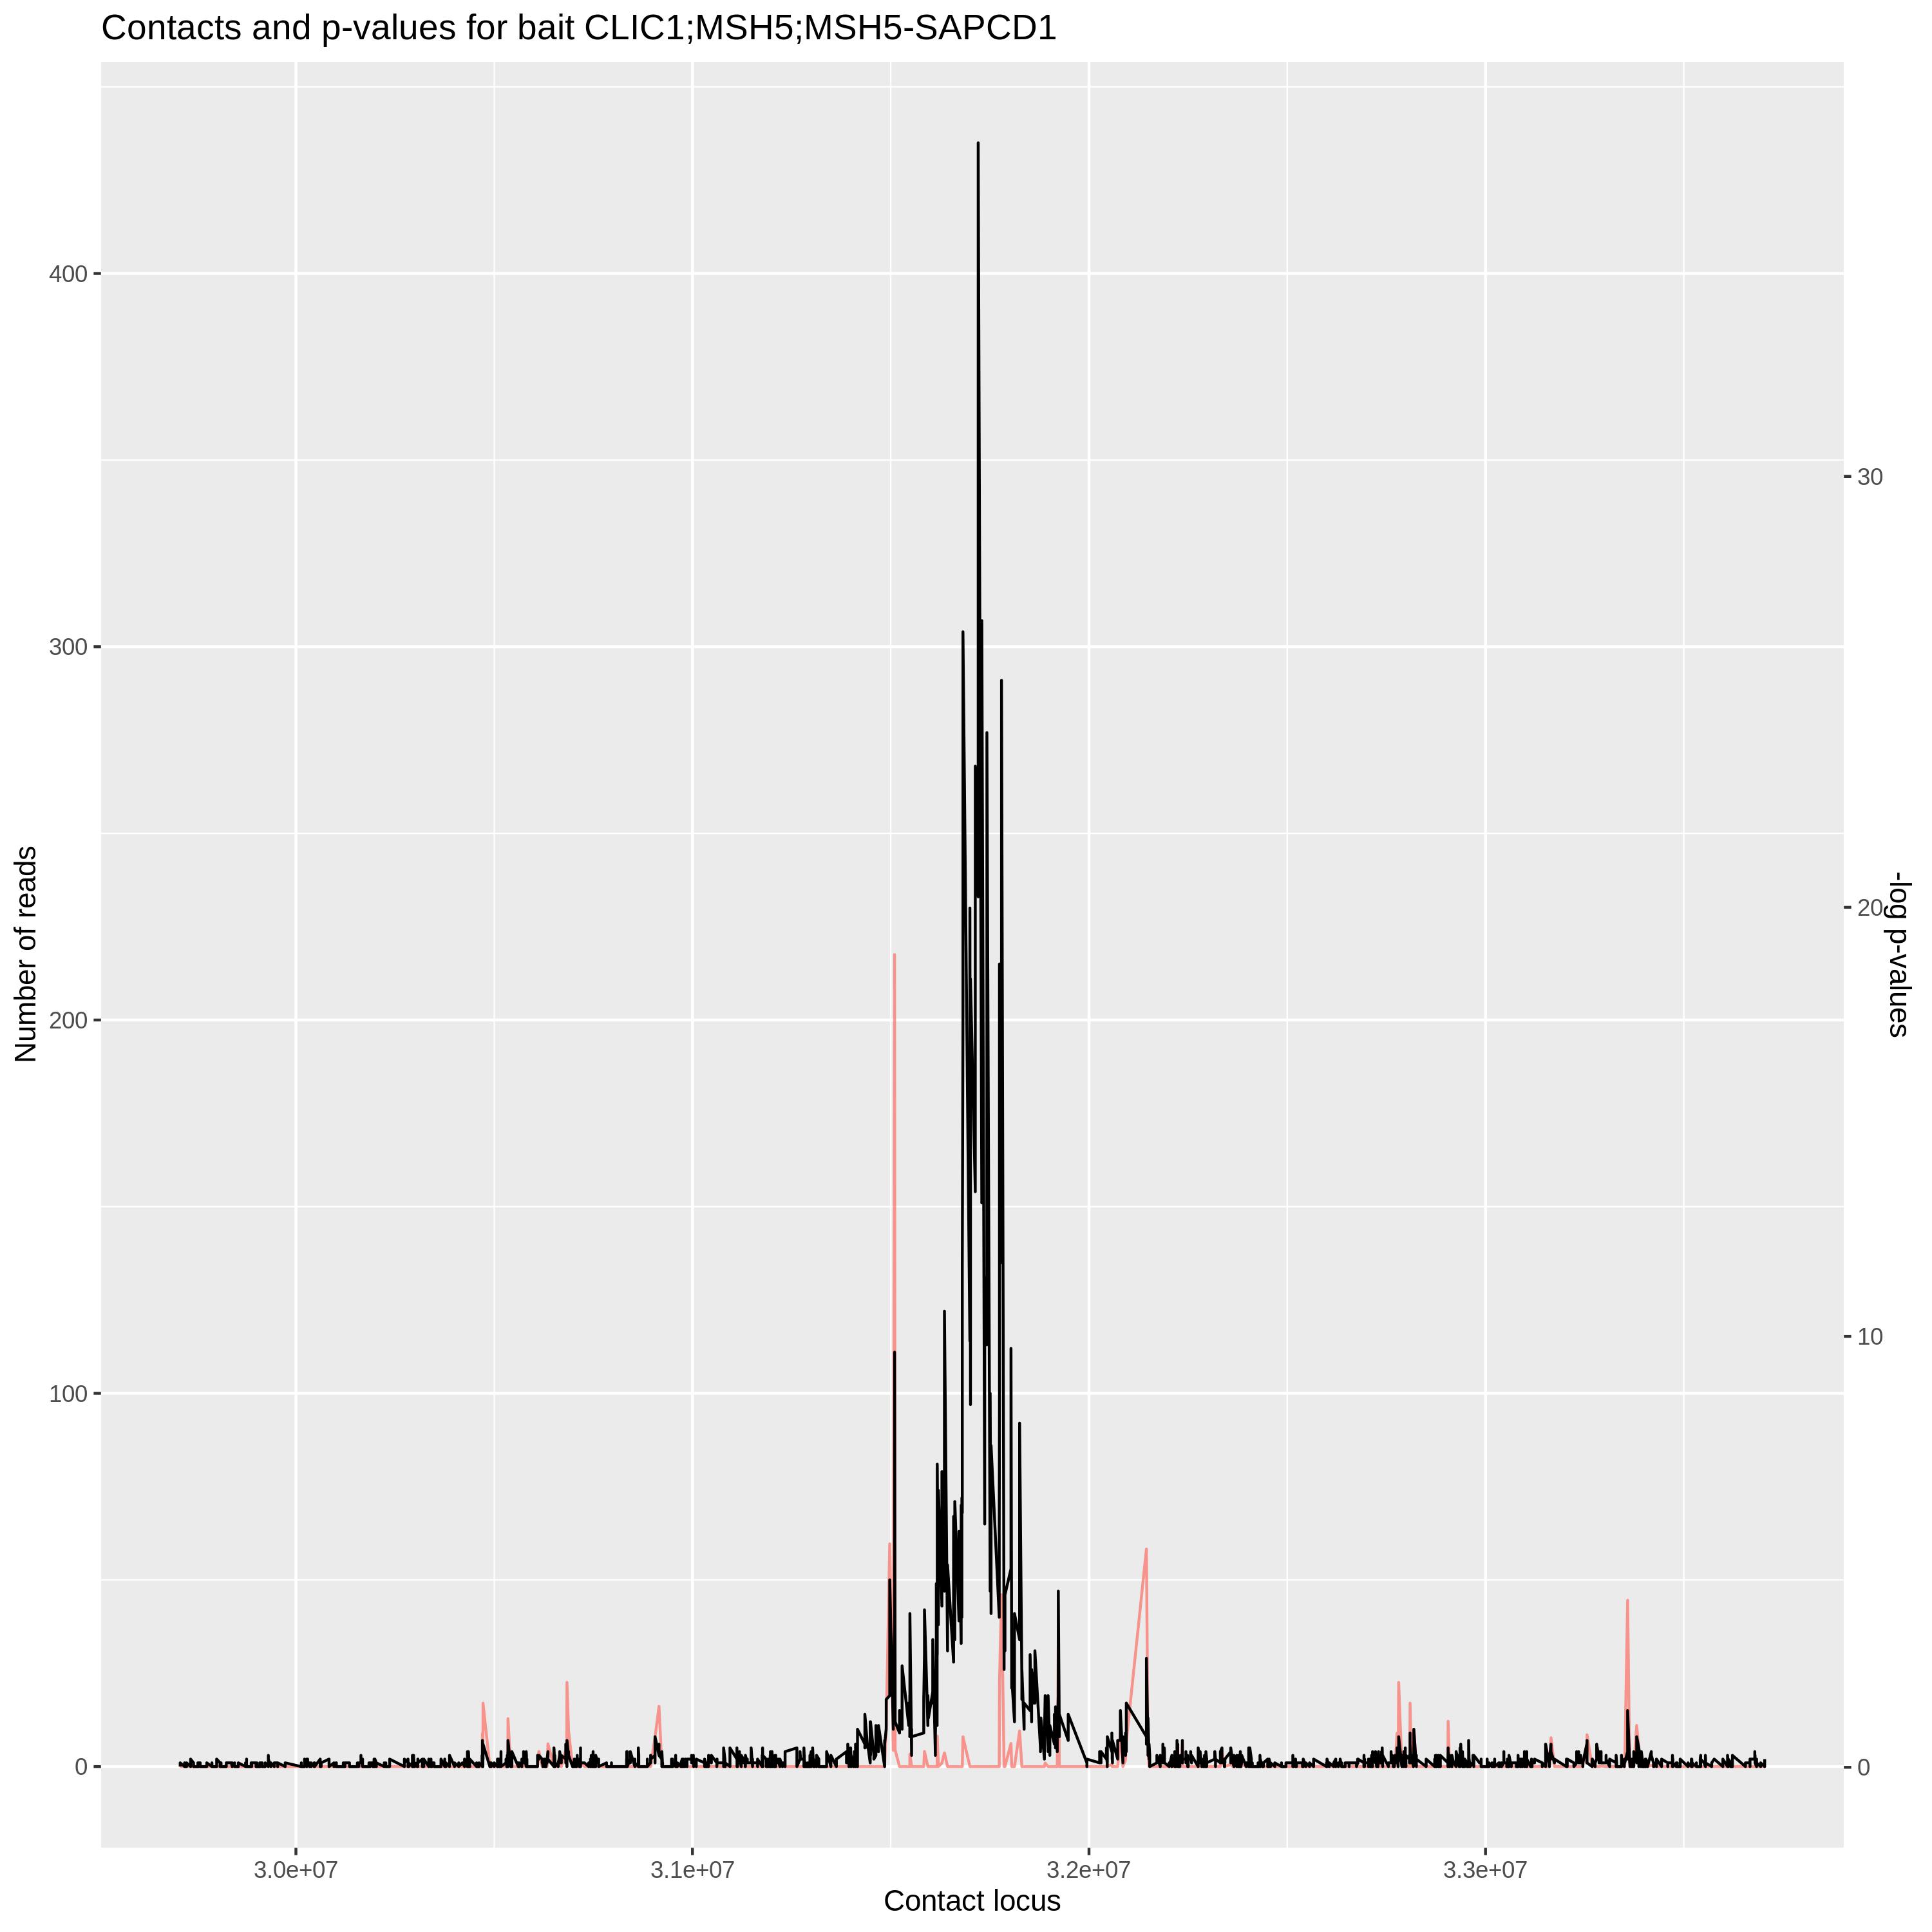 Contacts and p-values for bait CLIC1;MSH5;MSH5-SAPCD1
400
300
200
100
0
Number of reads
30
20
10
0
-log p-values
3.0e+07
3.1e+07
3.2e+07
3.3e+07
Contact locus